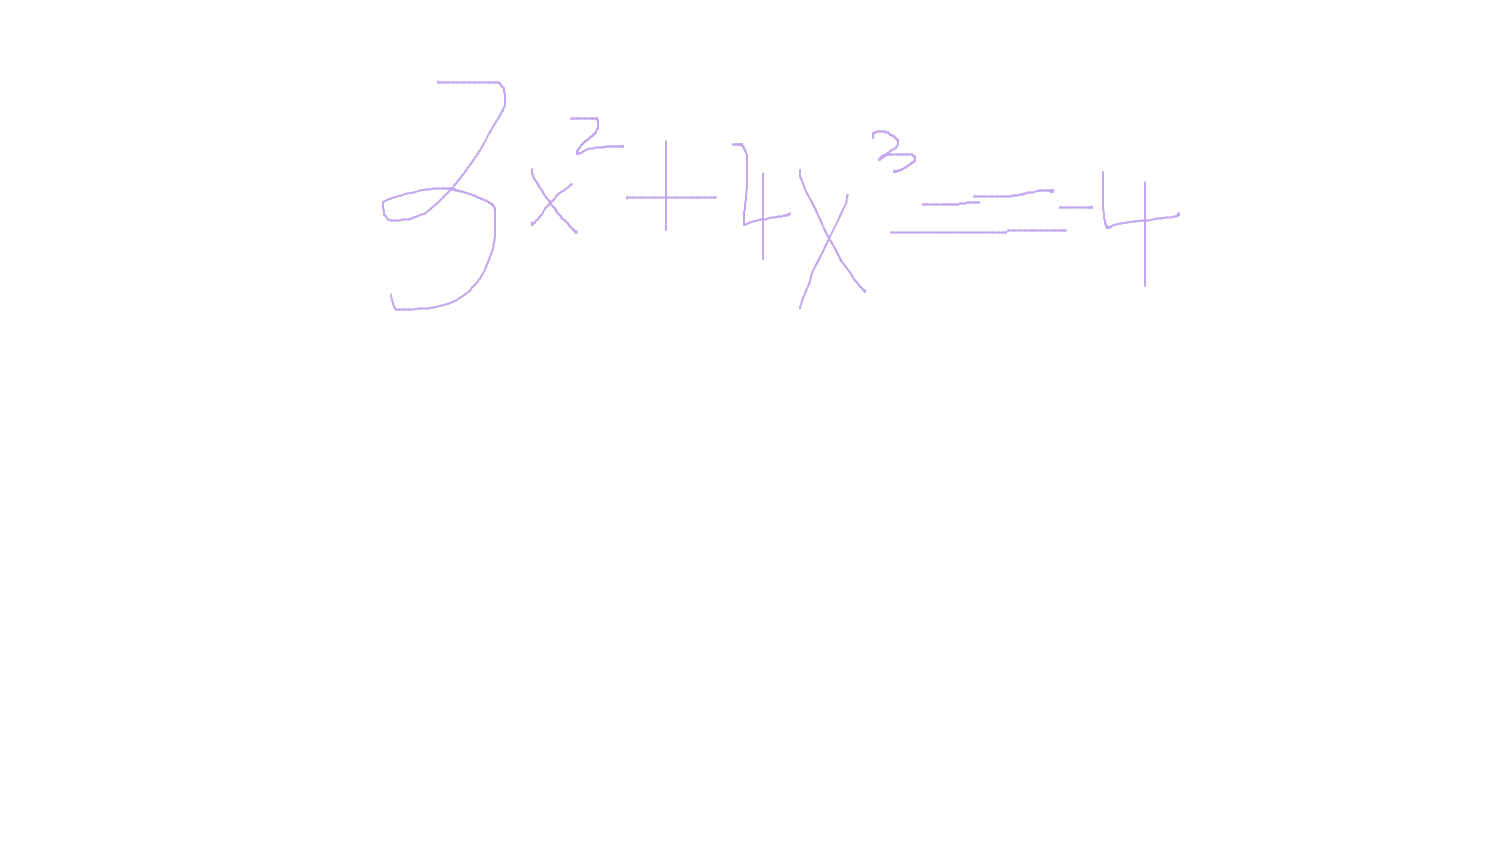 3x² + 4x³ = -4